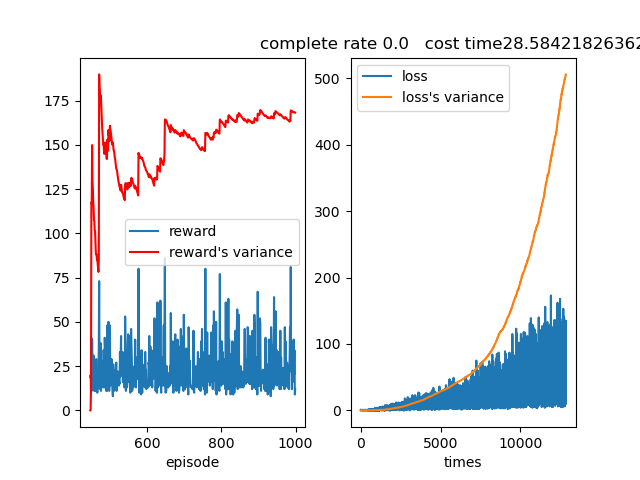 complete rate 0.0   cost time28.58421826362
175
150
125
100
75
50
25
0
600
800
1000
episode
reward
reward's variance
500
400
300
200
100
0
0
5000
10000
times
loss
loss's variance